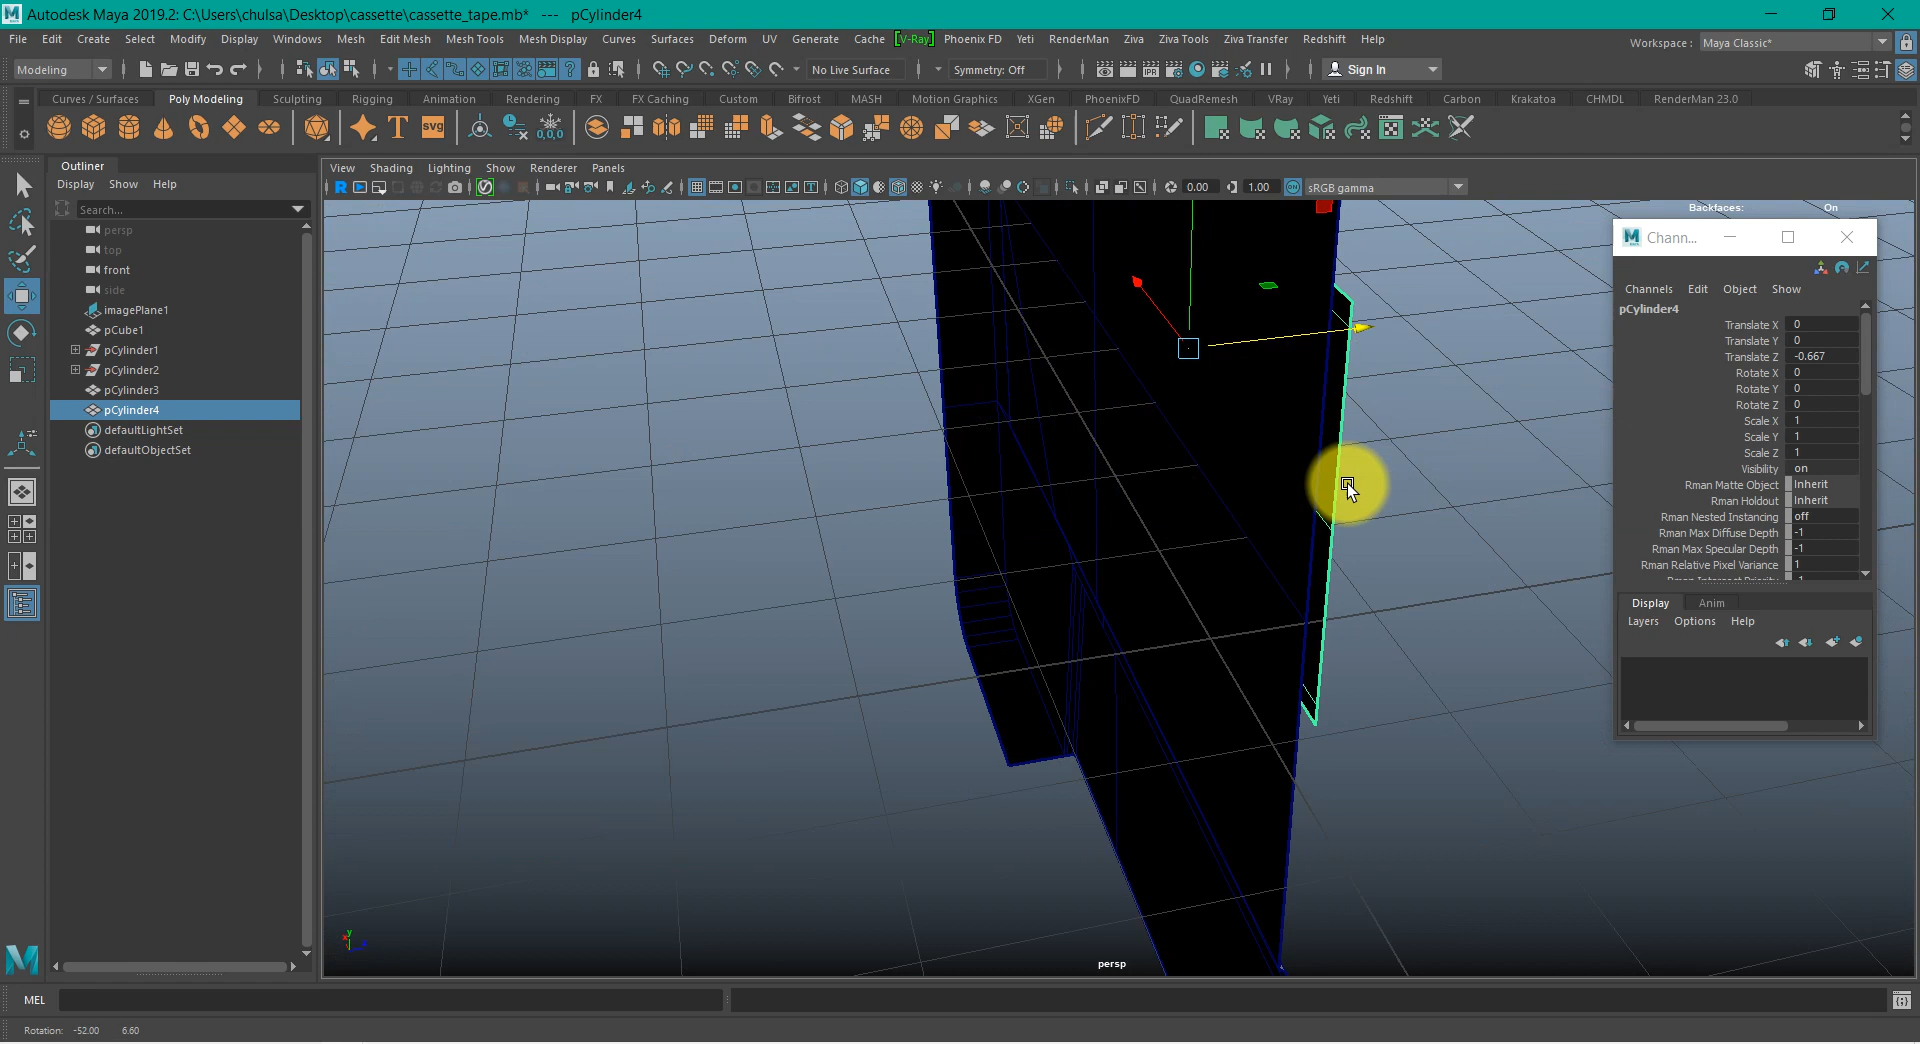 Autodesk Maya 2019.2: C:\Users\chulsa\Desktop\cassette\cassette_tape.mb*  ---  pCylinder4
File Edit Create Select Modify Display Windows Mesh Edit Mesh Mesh Tools Mesh Display Curves Surfaces Deform UV Generate Cache [V-Ray] Phoenix FD Yeti RenderMan Ziva Ziva Tools Ziva Transfer Redshift Help
Workspace : Maya Classic*
Modeling
No Live Surface
Symmetry: Off
Sign In
Curves / Surfaces Poly Modeling Sculpting Rigging Animation Rendering FX FX Caching Custom Bifrost MASH Motion Graphics XGen PhoenixFD QuadRemesh VRay Yeti Redshift Carbon Krakatoa CHMDL RenderMan 23.0
T SVG 0,0,0
Outliner
Display Show Help
Search...
persp
top
front
side
imagePlane1
pCube1
pCylinder1
pCylinder2
pCylinder3
pCylinder4
defaultLightSet
defaultObjectSet
View Shading Lighting Show Renderer Panels
0.00 1.00 sRGB gamma
Backfaces: On
Chann...
Channels Edit Object Show
pCylinder4
Translate X 0
Translate Y 0
Translate Z -0.667
Rotate X 0
Rotate Y 0
Rotate Z 0
Scale X 1
Scale Y 1
Scale Z 1
Visibility on
Rman Matte Object Inherit
Rman Holdout Inherit
Rman Nested Instancing off
Rman Max Diffuse Depth -1
Rman Max Specular Depth -1
Rman Relative Pixel Variance 1
Display Anim
Layers Options Help
persp
MEL
Rotation: -52.00 6.60